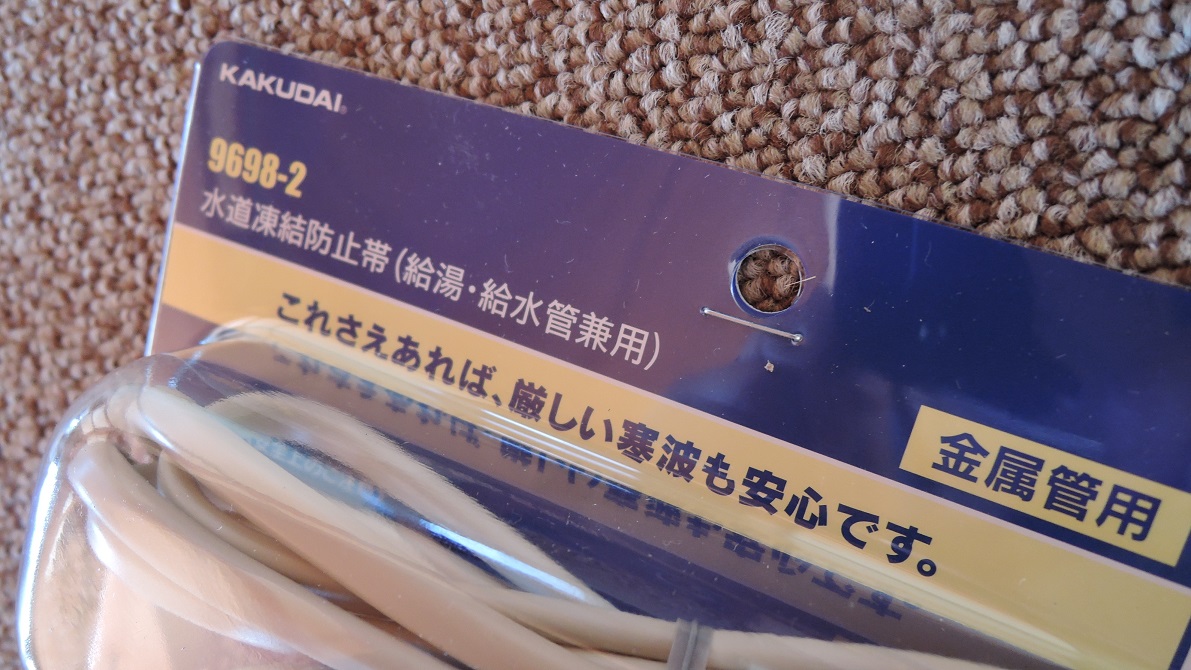 KAKUDAI
9698-2
水道凍結防止帯(給湯・給水管兼用)
これさえあれば、厳しい寒波も安心です。
金属管用